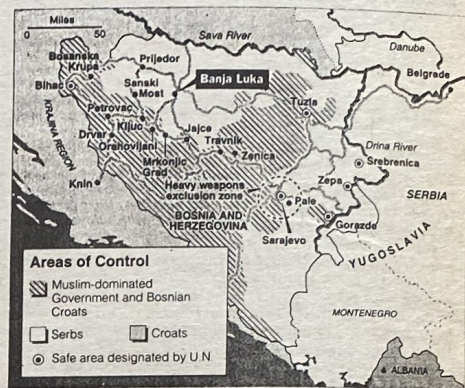 Miles
0 50
Sava River
Danube
Belgrade
Bosanska
Krupa
Prijedor
Bihac
Sanski
Most
Banja Luka
Tuzla
Petrovac
Kljuc
Jajce
KRAJINA REGION
Drvar
Orehovljani
Travnik
Zenica
Drina River
Srebrenica
Mrkonjic
Grad
Knin
Heavy weapons
exclusion zone
Zepa
SERBIA
BOSNIA AND
HERZEGOVINA
Pale
Gorazde
Sarajevo
YUGOSLAVIA
Areas of Control
Muslim-dominated
Government and Bosnian
Croats
Serbs
Croats
Safe area designated by U.N.
MONTENEGRO
ALBANIA